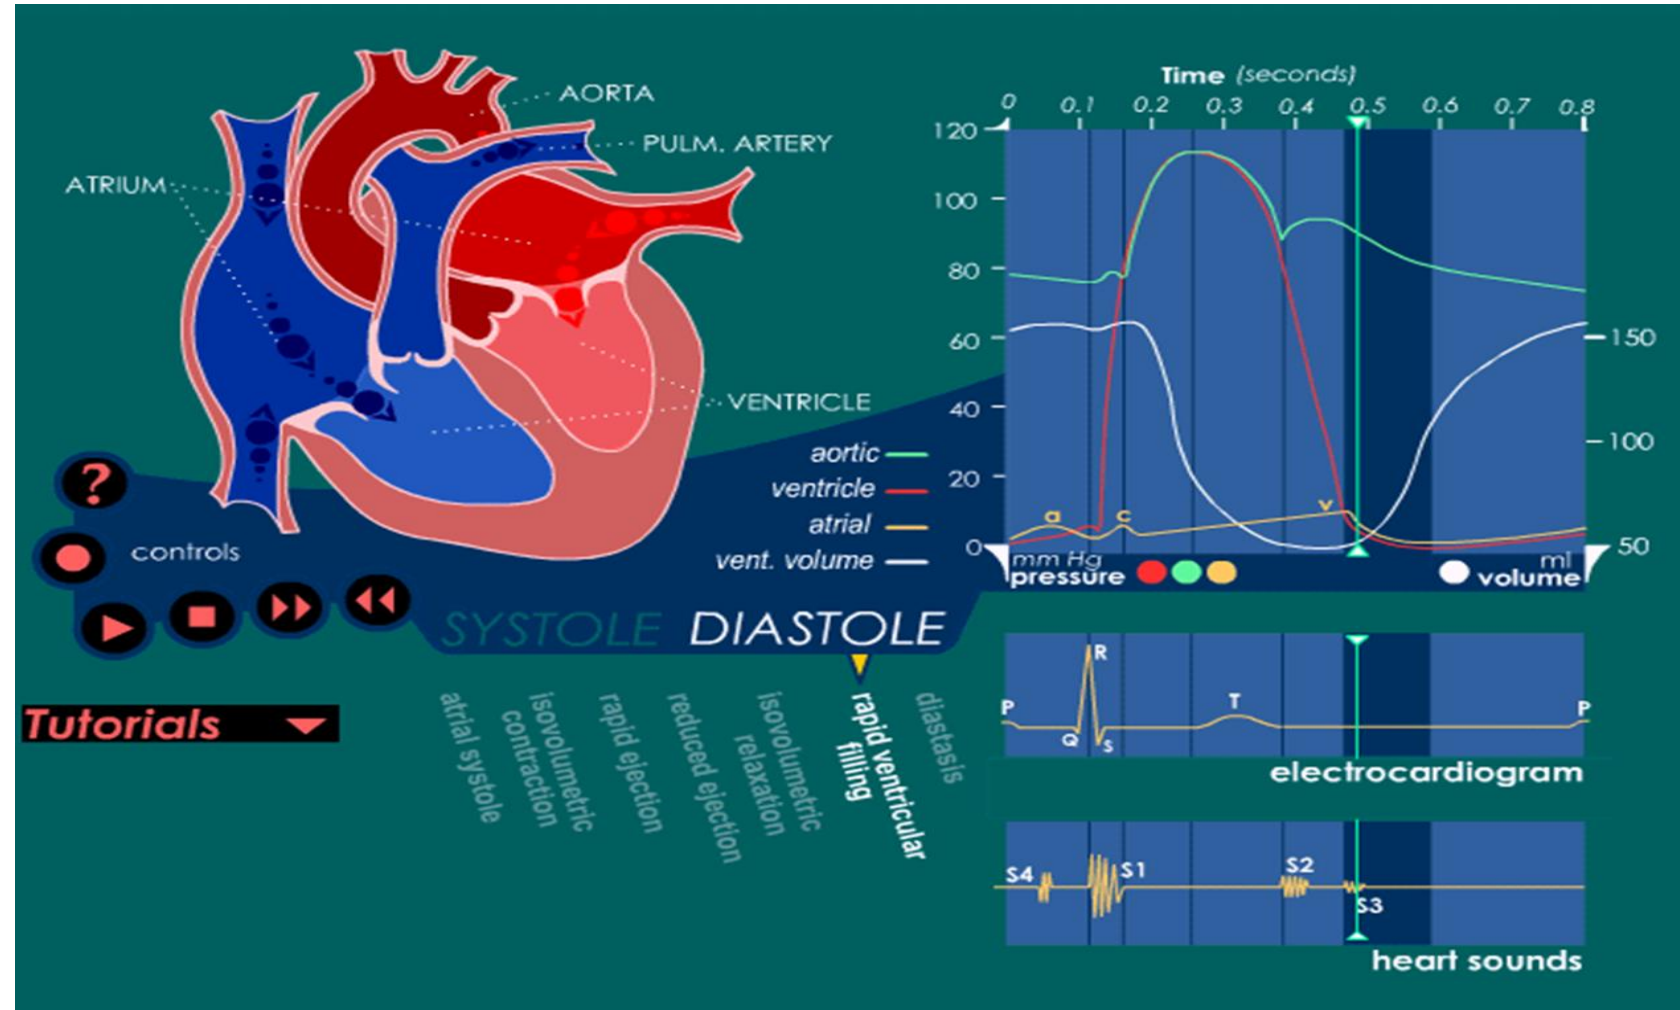 AORTA
PULM. ARTERY
ATRIUM
VENTRICLE
?
controls
Tutorials
aortic
ventricle
atrial
vent. volume
SYSTOLE DIASTOLE
atrial systole
isovolumetric
contraction
rapid ejection
reduced ejection
isovolumetric
relaxation
rapid ventricular
filling
diastasis
Time (seconds)
0 0.1 0.2 0.3 0.4 0.5 0.6 0.7 0.8
120
100
80
60
40
20
0
150
100
50
a c v
mm Hg
pressure
ml
volume
P Q R S T P
electrocardiogram
S4 S1 S2 S3
heart sounds